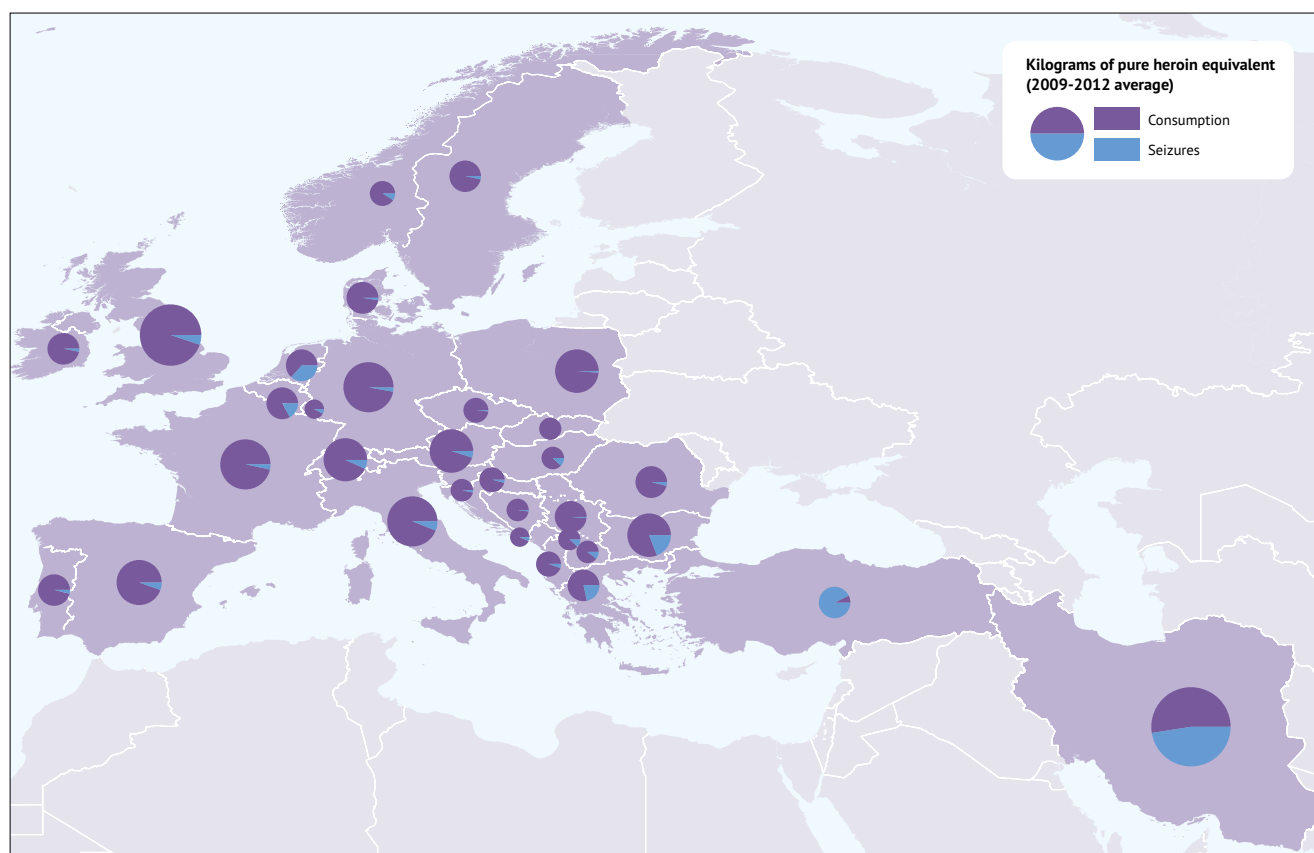 Kilograms of pure heroin equivalent
(2009-2012 average)
Consumption
Seizures